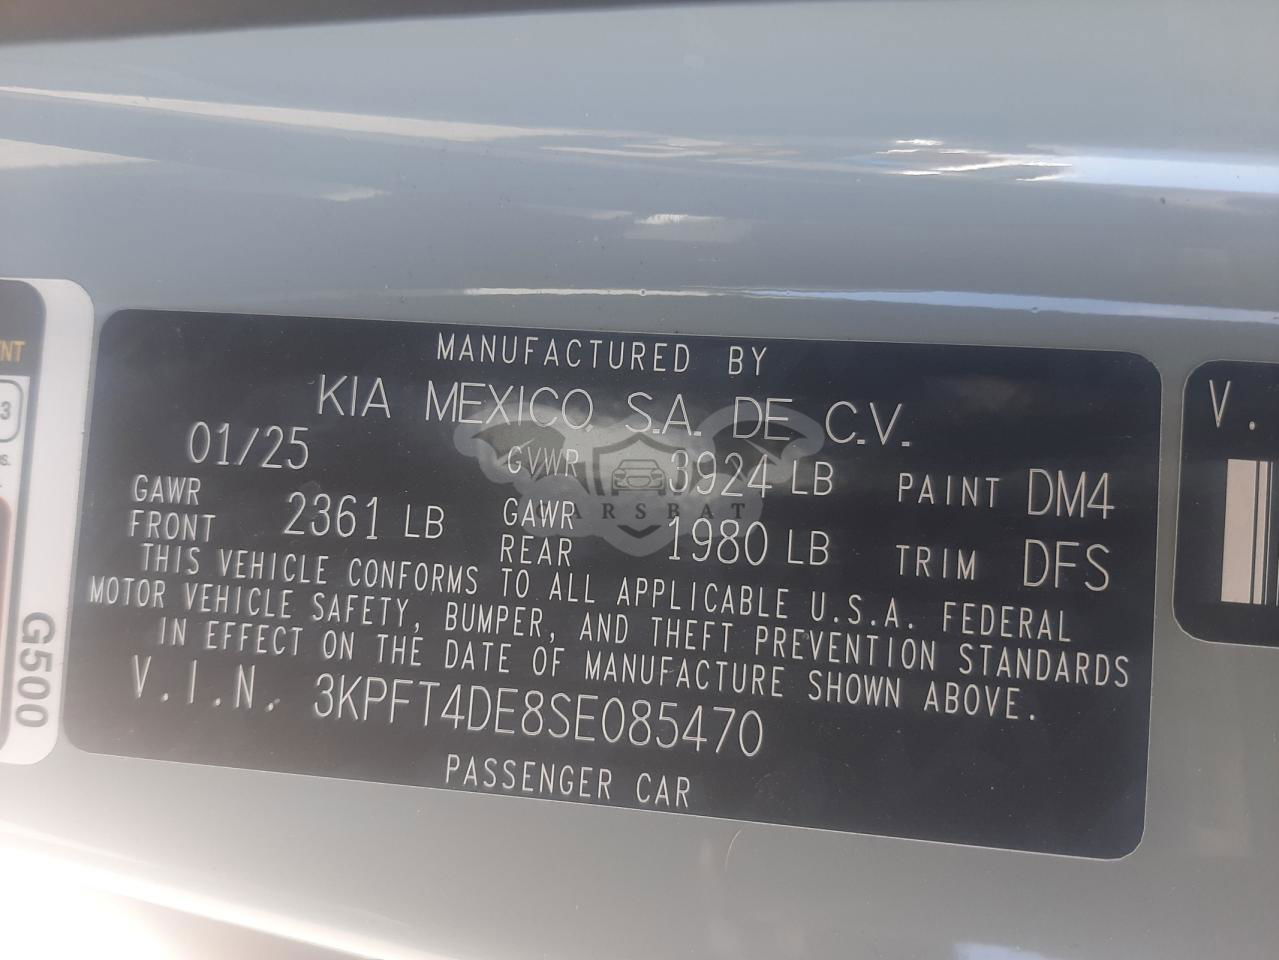 MANUFACTURED BY
KIA MEXICO, S.A. DE C.V.
01/25 GVWR 3924 LB PAINT DM4
GAWR FRONT 2361 LB GAWR REAR 1980 LB TRIM DFS
THIS VEHICLE CONFORMS TO ALL APPLICABLE U.S.A. FEDERAL
MOTOR VEHICLE SAFETY, BUMPER, AND THEFT PREVENTION STANDARDS
IN EFFECT ON THE DATE OF MANUFACTURE SHOWN ABOVE.
V.I.N. 3KPFT4DE8SE085470
PASSENGER CAR
CARSBAT
G500
3
V.